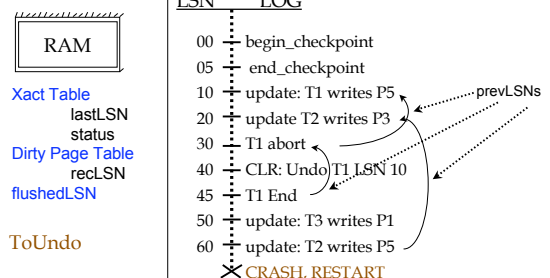 LSN LOG
RAM
Xact Table
lastLSN
status
Dirty Page Table
recLSN
flushedLSN
ToUndo
00 begin_checkpoint
05 end_checkpoint
10 update: T1 writes P5
20 update T2 writes P3
30 T1 abort
40 CLR: Undo T1 LSN 10
45 T1 End
50 update: T3 writes P1
60 update: T2 writes P5
CRASH, RESTART
prevLSNs